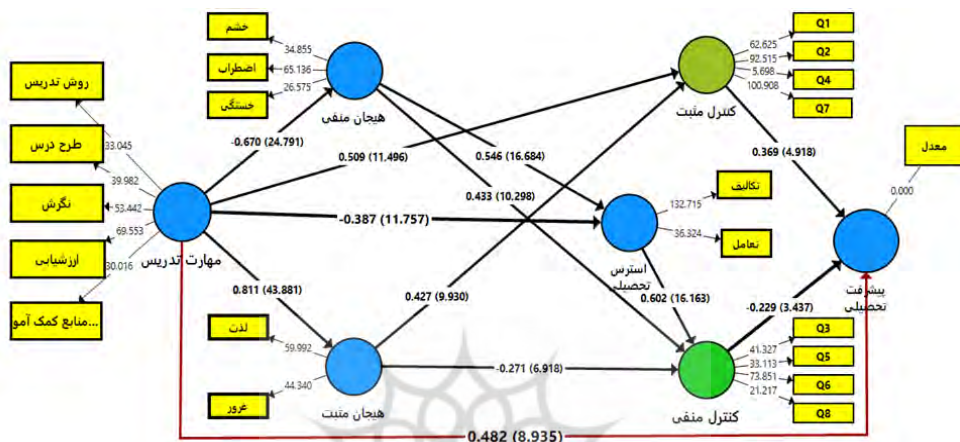 خشم
اضطراب
خستگی
34.855
65.136
26.575
هیجان منفی
روش تدریس
طرح درس
نگرش
ارزشیابی
منابع کمک آمو...
33.045
39.982
53.442
69.553
30.016
مهارت تدریس
-0.670 (24.791)
0.509 (11.496)
0.546 (16.684)
0.433 (10.298)
-0.387 (11.757)
0.811 (43.881)
0.427 (9.930)
لذت
غرور
59.992
44.340
هیجان مثبت
-0.271 (6.918)
Q1
Q2
Q4
Q7
62.625
92.515
5.698
100.908
کنترل مثبت
0.369 (4.918)
تکالیف
تعامل
132.715
36.324
استرس
تحصیلی
0.602 (16.163)
معدل
0.000
پیشرفت
تحصیلی
-0.229 (3.437)
Q3
Q5
Q6
Q8
41.327
33.113
73.851
21.217
کنترل منفی
0.482 (8.935)